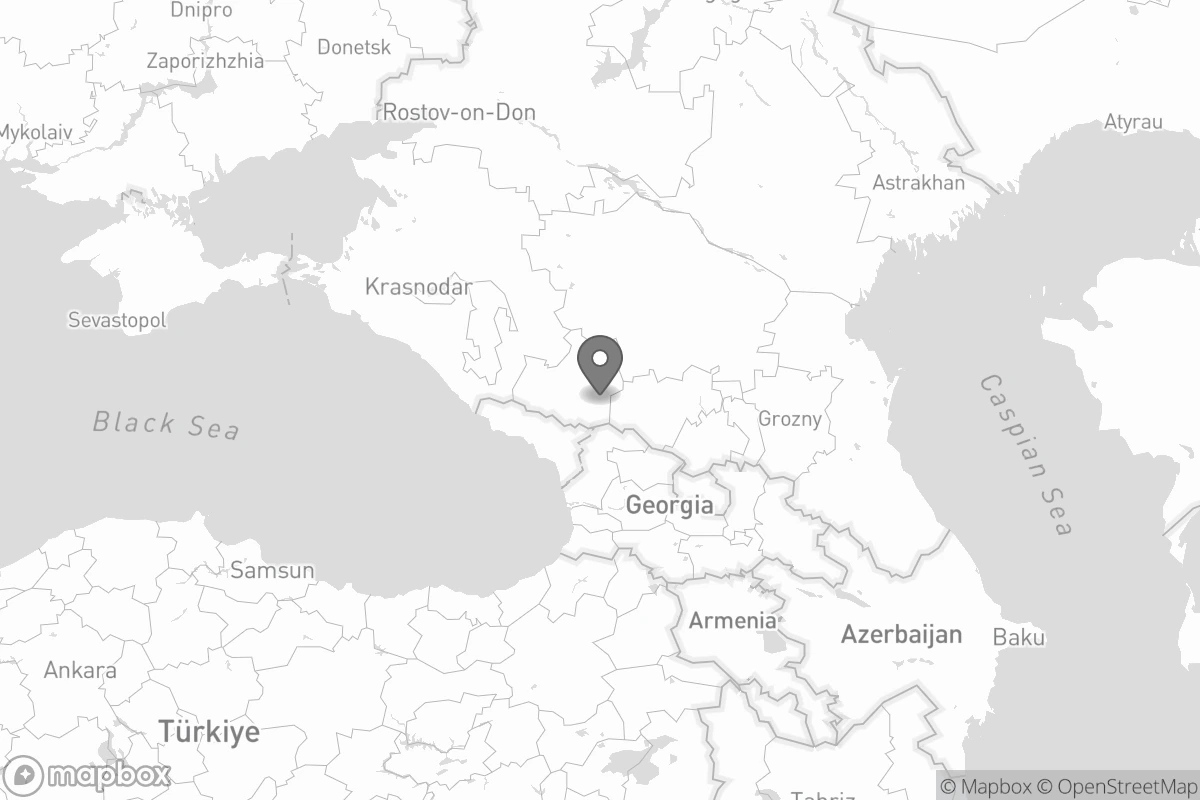 Dnipro
Donetsk
Zaporizhzhia
Rostov-on-Don
Mykolaiv
Atyrau
Astrakhan
Krasnodar
Sevastopol
Black Sea
Caspian Sea
Grozny
Georgia
Samsun
Armenia
Azerbaijan
Baku
Ankara
Türkiye
mapbox
© Mapbox © OpenStreetMap
Tabriz